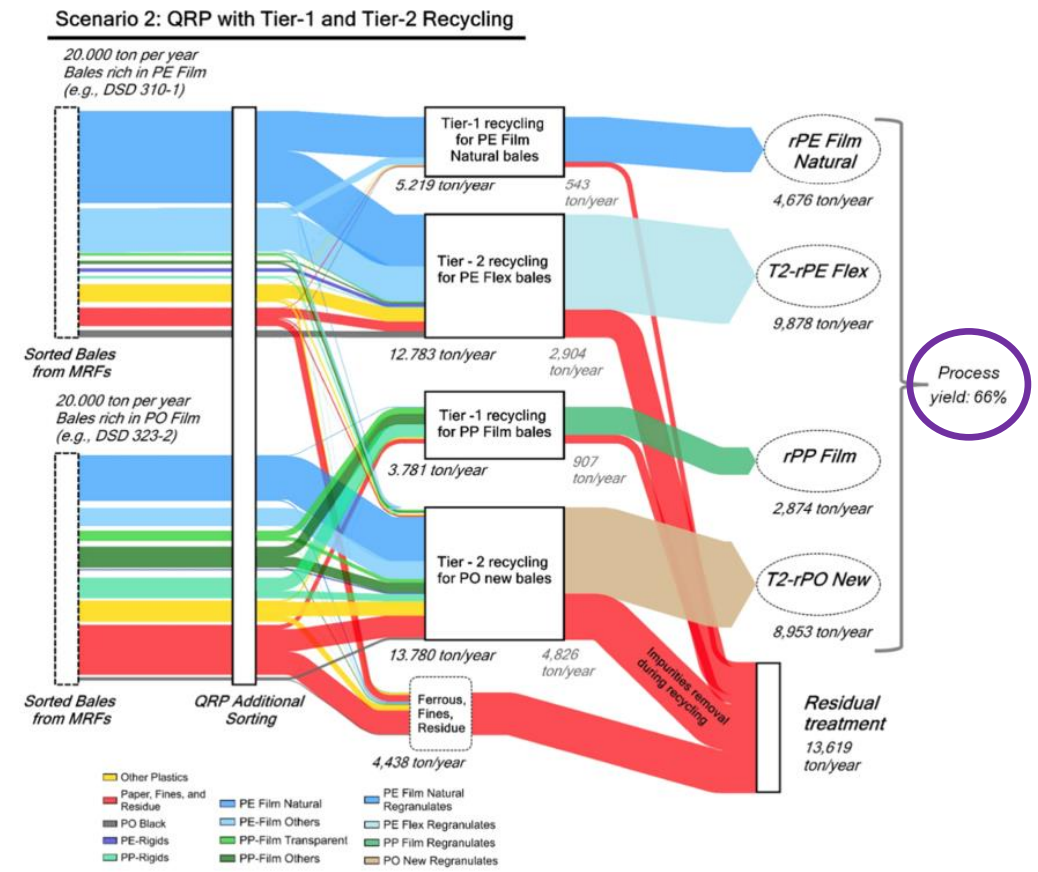 Scenario 2: QRP with Tier-1 and Tier-2 Recycling
20.000 ton per year
Bales rich in PE Film
(e.g., DSD 310-1)
Sorted Bales
from MRFs
20.000 ton per year
Bales rich in PO Film
(e.g., DSD 323-2)
Sorted Bales
from MRFs
QRP Additional
Sorting
Tier-1 recycling
for PE Film
Natural bales
5.219 ton/year
543
ton/year
Tier - 2 recycling
for PE Flex bales
12.783 ton/year
2,904
ton/year
Tier -1 recycling
for PP Film bales
3.781 ton/year
907
ton/year
Tier - 2 recycling
for PO new bales
13.780 ton/year
4,826
ton/year
Ferrous,
Fines,
Residue
4,438 ton/year
Impurities removal
during recycling
rPE Film
Natural
4,676 ton/year
T2-rPE Flex
9,878 ton/year
rPP Film
2,874 ton/year
T2-rPO New
8,953 ton/year
Process
yield: 66%
Residual
treatment
13,619
ton/year
Other Plastics
Paper, Fines, and
Residue
PO Black
PE-Rigids
PP-Rigids
PE Film Natural
PE-Film Others
PP-Film Transparent
PP-Film Others
PE Film Natural
Regranulates
PE Flex Regranulates
PP Film Regranulates
PO New Regranulates